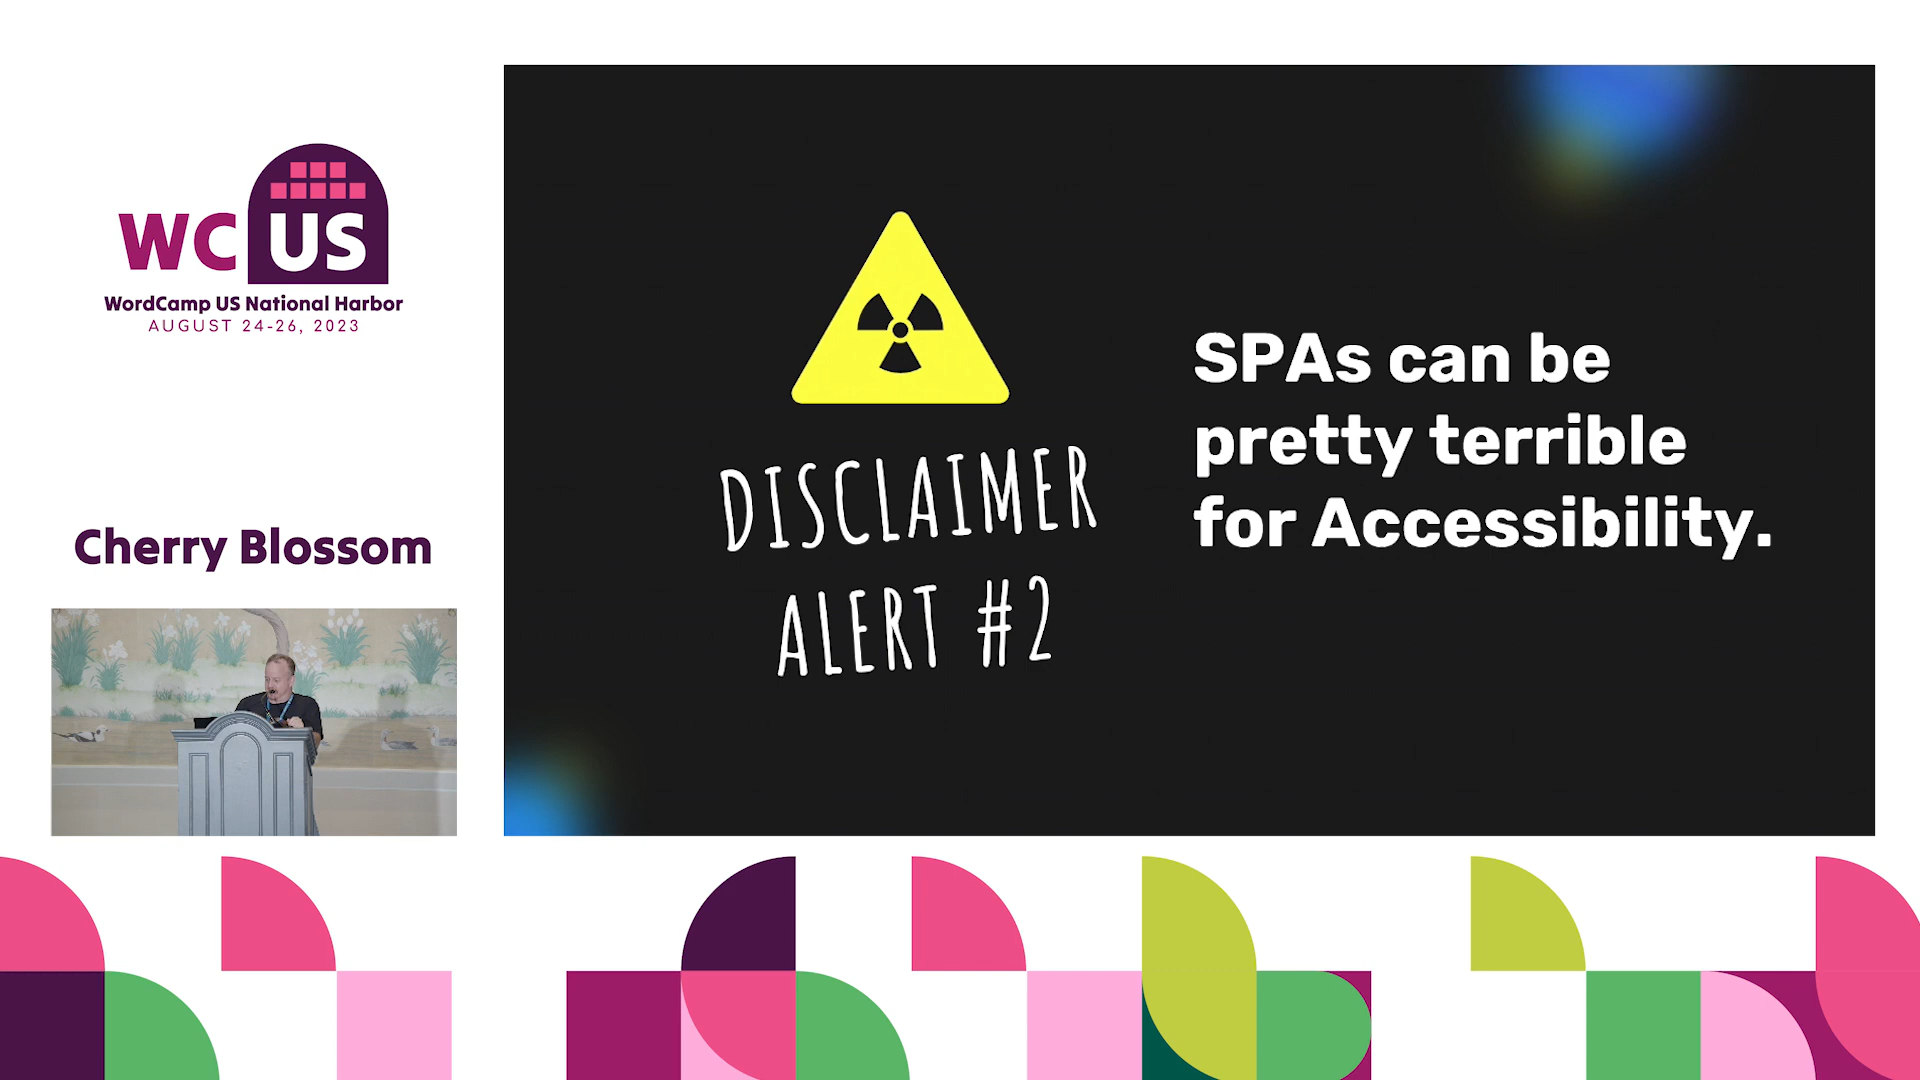 WC US
WordCamp US National Harbor
AUGUST 24-26, 2023
Cherry Blossom
DISCLAIMER
ALERT #2
SPAs can be
pretty terrible
for Accessibility.